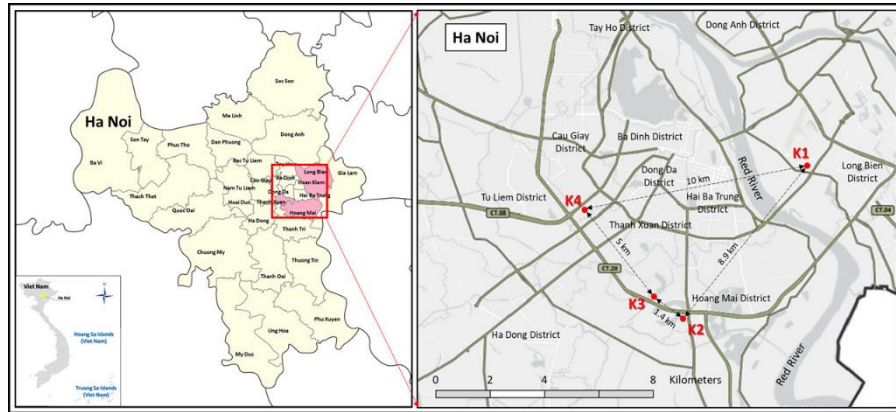 Ha Noi
Soc Son
Me Linh
Dong Anh
Son Tay
Phuc Tho
Dan Phuong
Ba Vi
Bac Tu Liem
Long Bien
Gia Lam
Ba Dinh
Hoan Kiem
Cau Giay
Dong Da
Nam Tu Liem
Hai Ba Trung
Thach That
Hoai Duc
Thanh Xuan
Quoc Oai
Ha Dong
Hoang Mai
Thanh Tri
Chuong My
Thuong Tin
Thanh Oai
Phu Xuyen
Ung Hoa
My Duc
Viet Nam
Ha Noi
Hoang Sa Islands
(Viet Nam)
Truong Sa Islands
(Viet Nam)
Ha Noi
Tay Ho District
Dong Anh District
Cau Giay District
Ba Dinh District
K1
Red River
Long Bien
District
Dong Da
District
10 km
Tu Liem District
Hai Ba Trung
District
CT.08
K4
CT.04
Thanh Xuan District
5 km
8.9 km
CT.20
K3
Hoang Mai District
1.4 km
K2
Ha Dong District
Red River
0 2 4 8
Kilometers